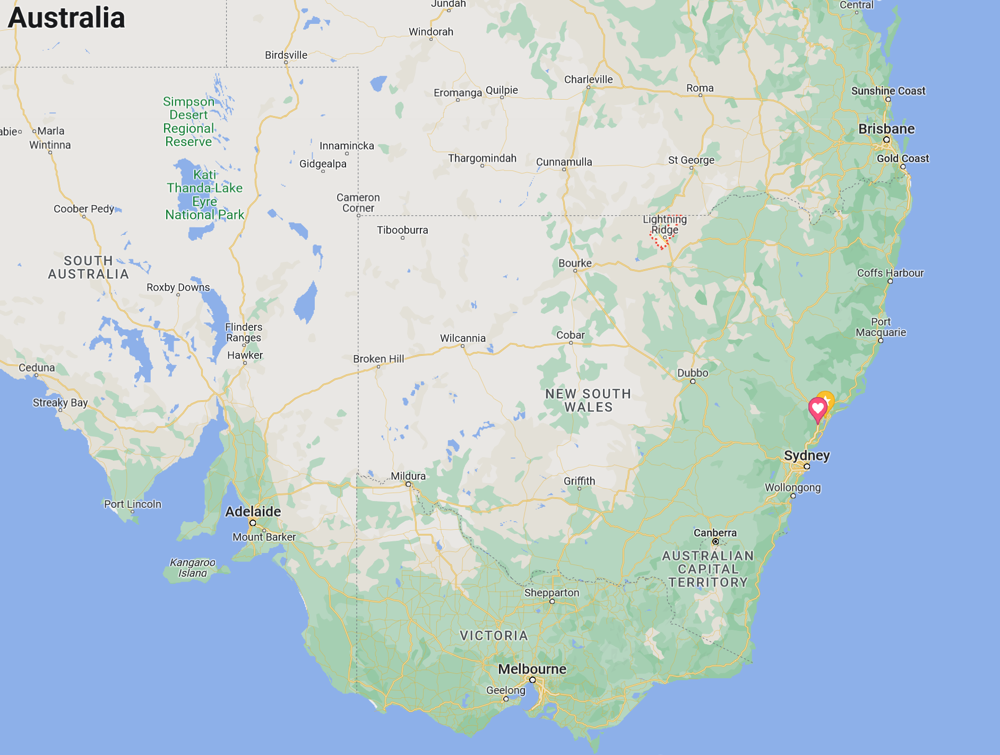 Australia
Jundah
Central
Windorah
Birdsville
Charleville
Roma
Eromanga
Quilpie
Sunshine Coast
Simpson
Desert
Regional
Reserve
abie
Marla
Wintinna
Brisbane
Innamincka
Gidgealpa
Thargomindah
Cunnamulla
St George
Gold Coast
Kati
Thanda-Lake
Eyre
National Park
Cameron
Corner
Coober Pedy
Lightning
Ridge
Tibooburra
SOUTH
AUSTRALIA
Bourke
Coffs Harbour
Roxby Downs
Flinders
Ranges
Port
Macquarie
Wilcannia
Cobar
Hawker
Broken Hill
Ceduna
Dubbo
Streaky Bay
NEW SOUTH
WALES
Sydney
Mildura
Griffith
Wollongong
Port Lincoln
Adelaide
Mount Barker
Canberra
AUSTRALIAN
CAPITAL
TERRITORY
Kangaroo
Island
Shepparton
VICTORIA
Melbourne
Geelong